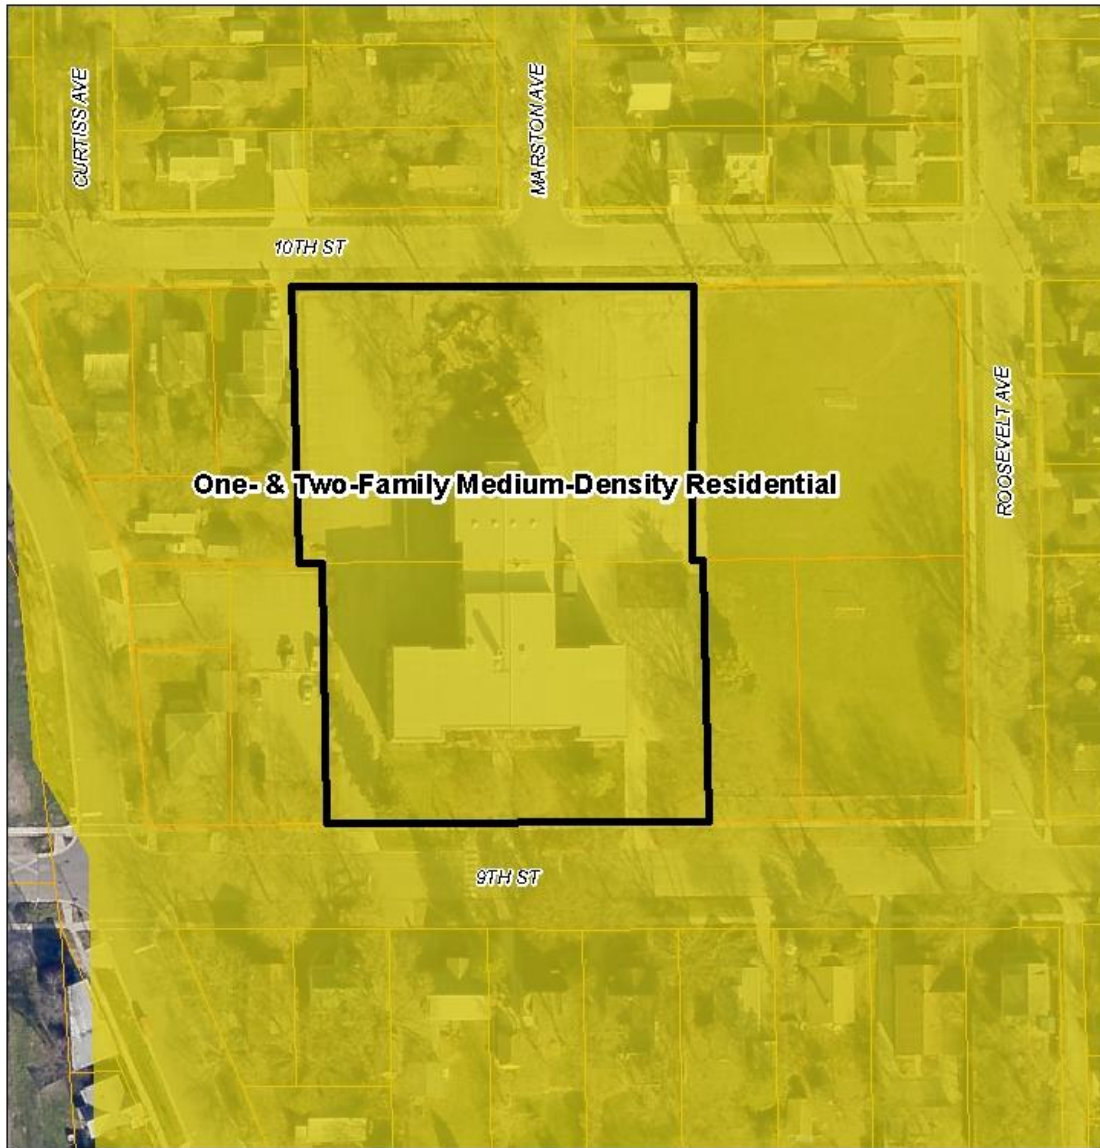 CURTISS AVE
MARSTON AVE
10TH ST
ROOSEVELT AVE
One- & Two-Family Medium-Density Residential
9TH ST